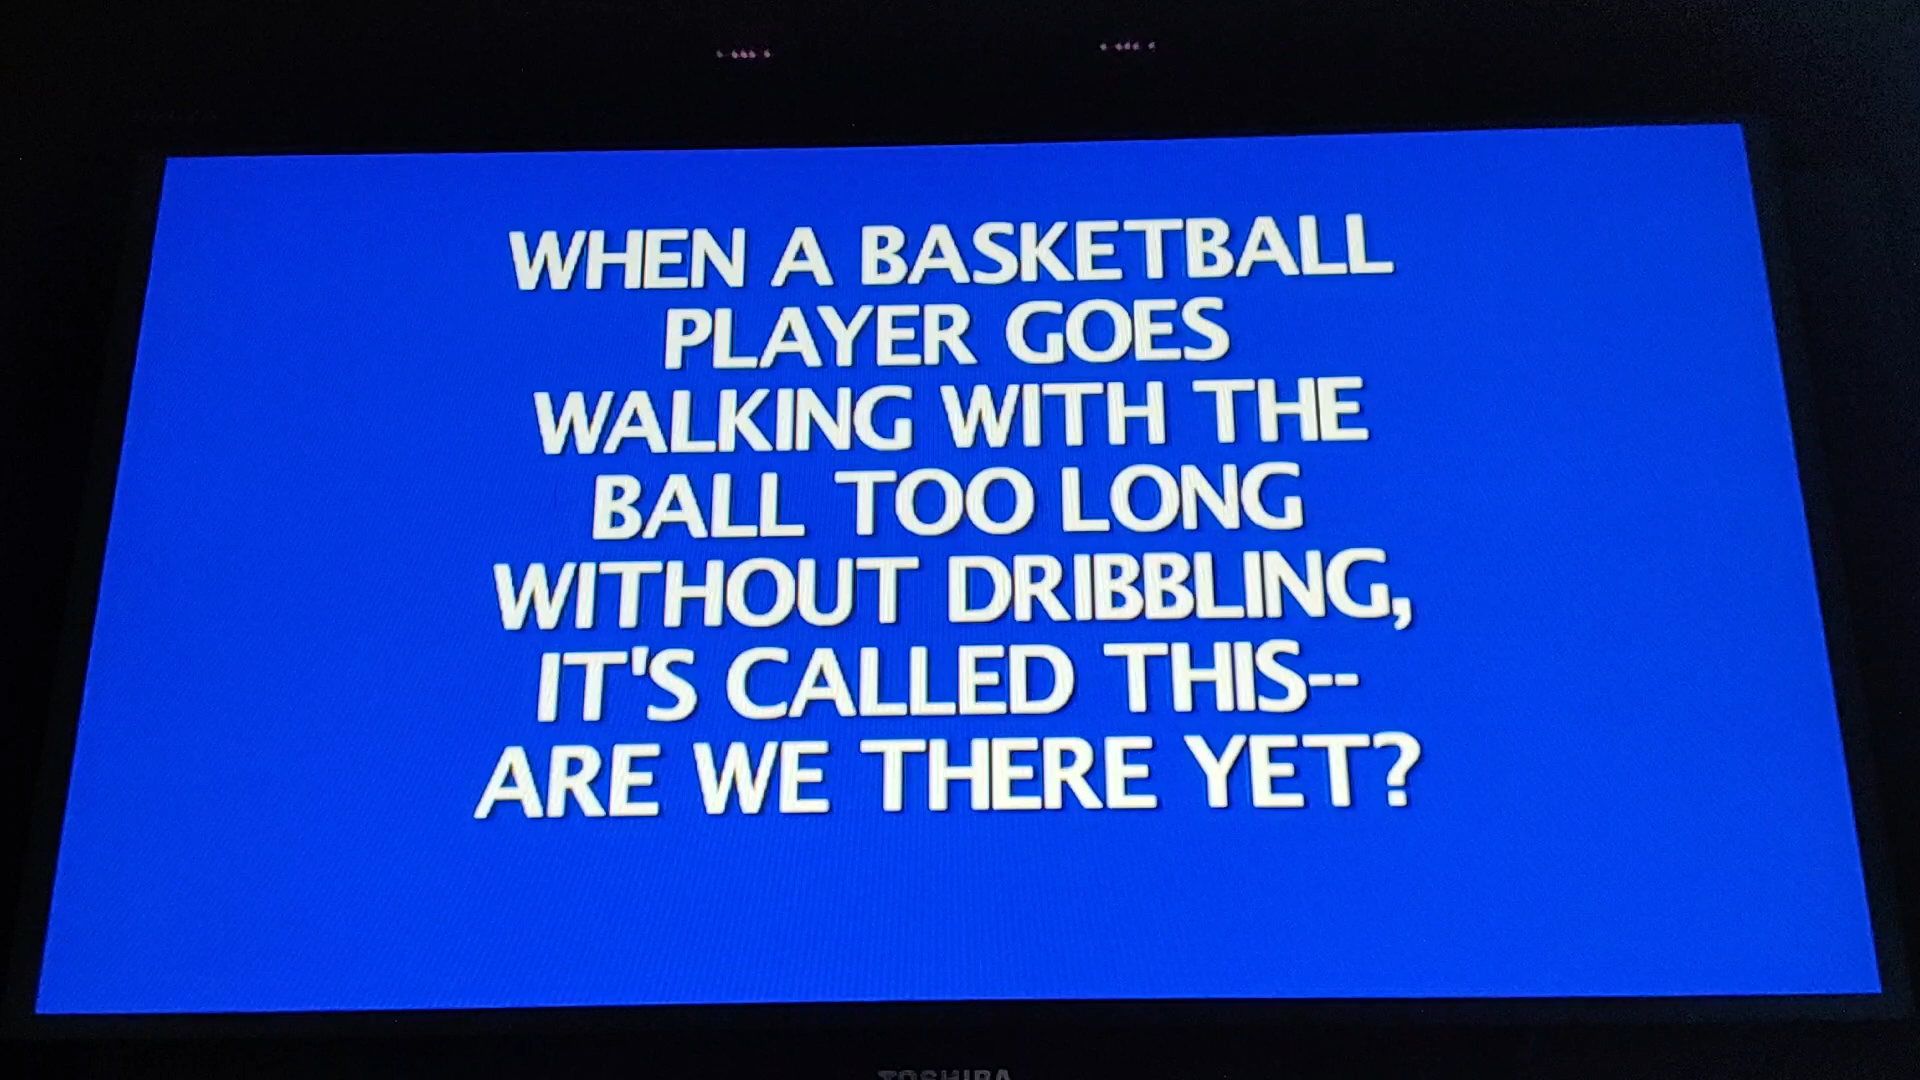 WHEN A BASKETBALL
PLAYER GOES
WALKING WITH THE
BALL TOO LONG
WITHOUT DRIBBLING,
IT'S CALLED THIS--
ARE WE THERE YET?
TOSHIBA